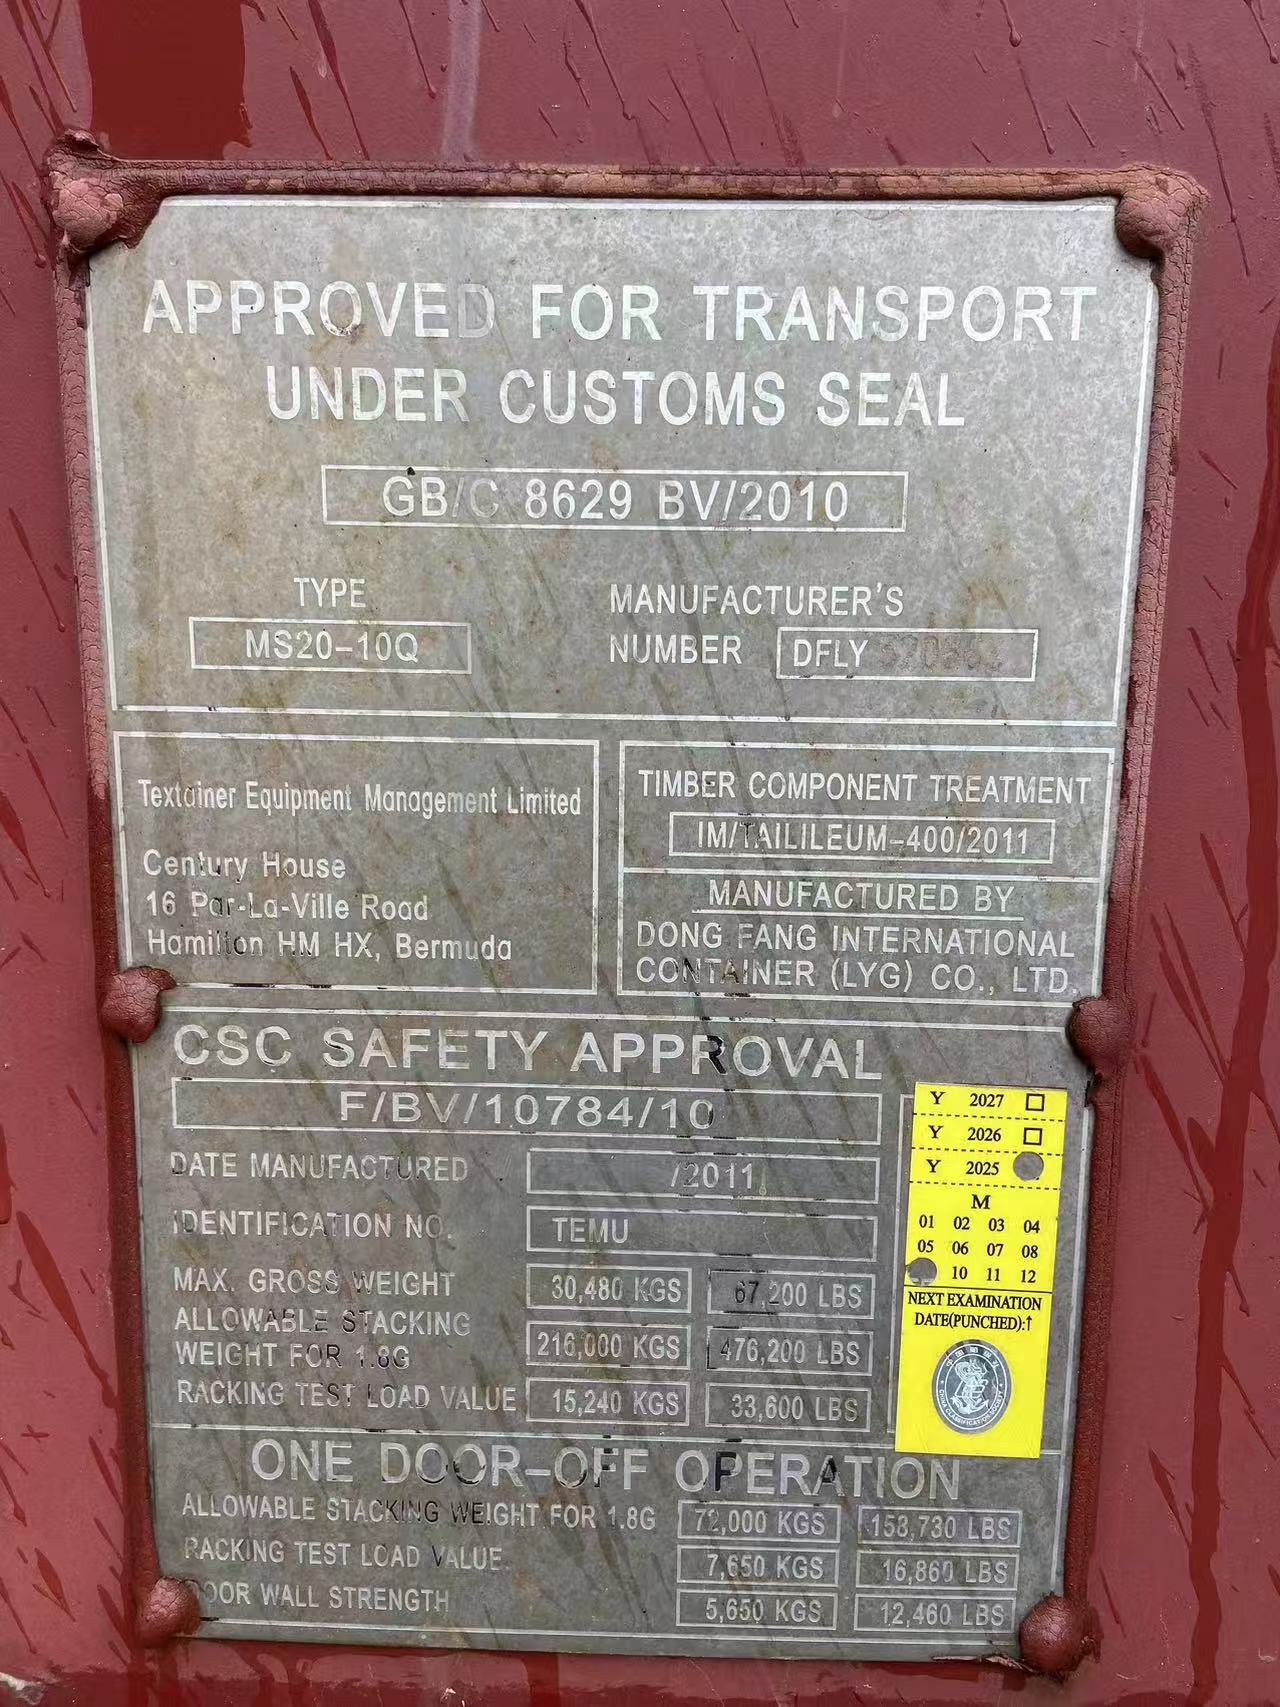 APPROVED FOR TRANSPORT
UNDER CUSTOMS SEAL
GB/C 8629 BV/2010
TYPE
MS20-10Q
MANUFACTURER'S
NUMBER DFLY
Textainer Equipment Management Limited
Century House
16 Par-La-Ville Road
Hamilton HM HX, Bermuda
TIMBER COMPONENT TREATMENT
IM/TAILILEUM-400/2011
MANUFACTURED BY
DONG FANG INTERNATIONAL
CONTAINER (LYG) CO., LTD.
CSC SAFETY APPROVAL
F/BV/10784/10
DATE MANUFACTURED /2011
IDENTIFICATION NO. TEMU
MAX. GROSS WEIGHT 30,480 KGS 67,200 LBS
ALLOWABLE STACKING
WEIGHT FOR 1.8G 216,000 KGS 476,200 LBS
RACKING TEST LOAD VALUE 15,240 KGS 33,600 LBS
Y 2027
Y 2026
Y 2025
M
01 02 03 04
05 06 07 08
10 11 12
NEXT EXAMINATION
DATE(PUNCHED):↑
CHINA CLASSIFICATION SOCIETY
ONE DOOR-OFF OPERATION
ALLOWABLE STACKING WEIGHT FOR 1.8G 72,000 KGS 158,730 LBS
RACKING TEST LOAD VALUE 7,650 KGS 16,860 LBS
DOOR WALL STRENGTH 5,650 KGS 12,460 LBS